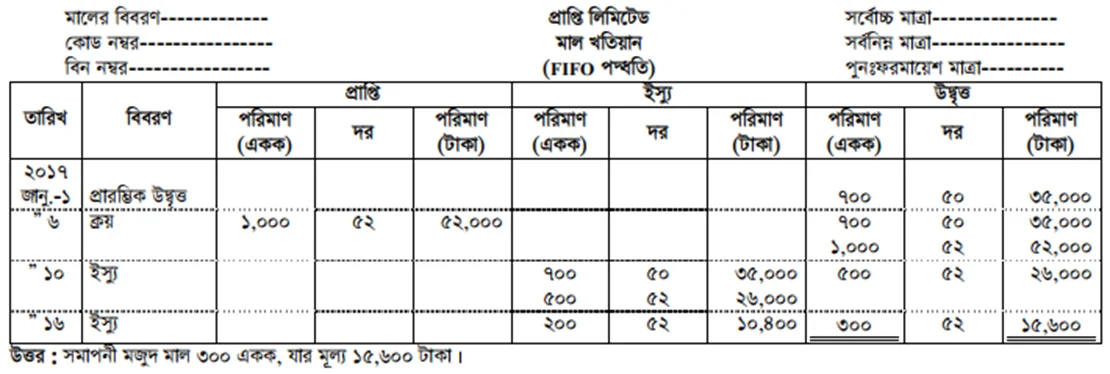 মালের বিবরণ------------- প্রাপ্তি লিমিটেড সর্বোচ্চ মাত্রা---------------
কোড নম্বর---------------- মাল খতিয়ান সর্বনিম্ন মাত্রা----------------
বিন নম্বর----------------- (FIFO পদ্ধতি) পুনঃফরমায়েশ মাত্রা----------
তারিখ বিবরণ প্রাপ্তি ইস্যু উদ্বৃত্ত
পরিমাণ (একক) দর পরিমাণ (টাকা) পরিমাণ (একক) দর পরিমাণ (টাকা) পরিমাণ (একক) দর পরিমাণ (টাকা)
২০১৭
জানু.-১ প্রারম্ভিক উদ্বৃত্ত ৭০০ ৫০ ৩৫,০০০
” ৬ ক্রয় ১,০০০ ৫২ ৫২,০০০ ৭০০ ৫০ ৩৫,০০০
১,০০০ ৫২ ৫২,০০০
” ১০ ইস্যু ৭০০ ৫০ ৩৫,০০০ ৫০০ ৫২ ২৬,০০০
৫০০ ৫২ ২৬,০০০
” ১৬ ইস্যু ২০০ ৫২ ১০,৪০০ ৩০০ ৫২ ১৫,৬০০
উত্তর : সমাপনী মজুদ মাল ৩০০ একক, যার মূল্য ১৫,৬০০ টাকা।